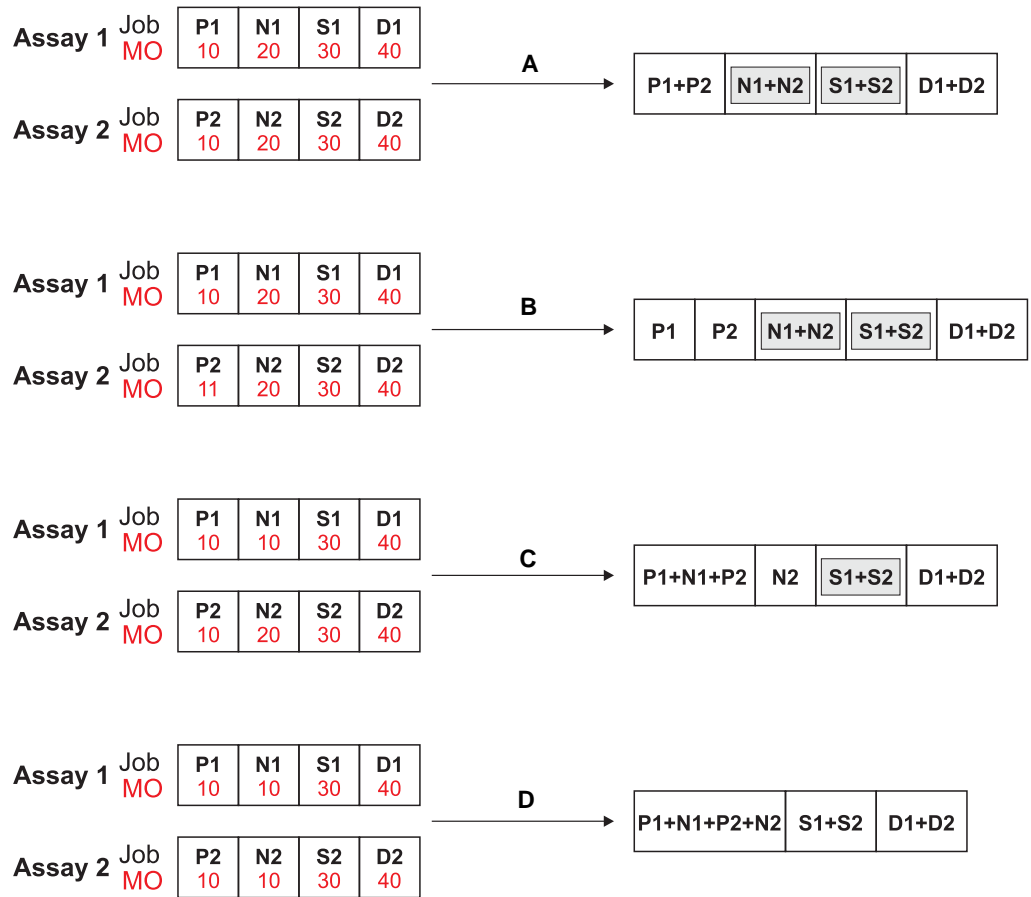 Assay 1 Job P1 N1 S1 D1
MO 10 20 30 40
A
P1+P2 N1+N2 S1+S2 D1+D2
Assay 2 Job P2 N2 S2 D2
MO 10 20 30 40
Assay 1 Job P1 N1 S1 D1
MO 10 20 30 40
B
P1 P2 N1+N2 S1+S2 D1+D2
Assay 2 Job P2 N2 S2 D2
MO 11 20 30 40
Assay 1 Job P1 N1 S1 D1
MO 10 10 30 40
C
P1+N1+P2 N2 S1+S2 D1+D2
Assay 2 Job P2 N2 S2 D2
MO 10 20 30 40
Assay 1 Job P1 N1 S1 D1
MO 10 10 30 40
D
P1+N1+P2+N2 S1+S2 D1+D2
Assay 2 Job P2 N2 S2 D2
MO 10 10 30 40